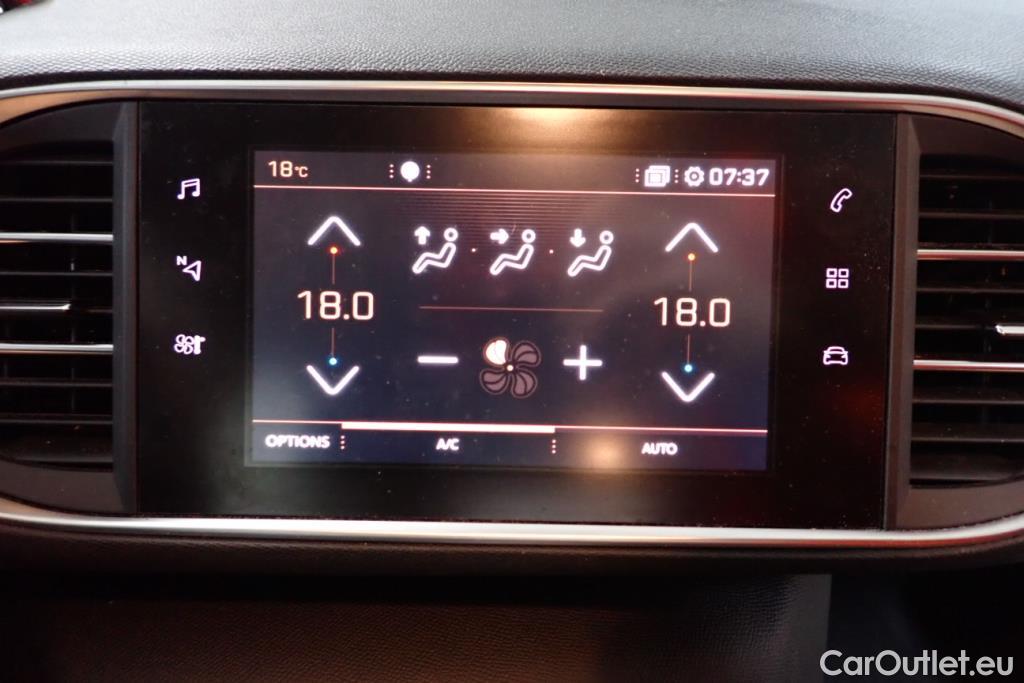 18°C 07:37
N
18.0 18.0
OPTIONS A/C AUTO
CarOutlet.eu